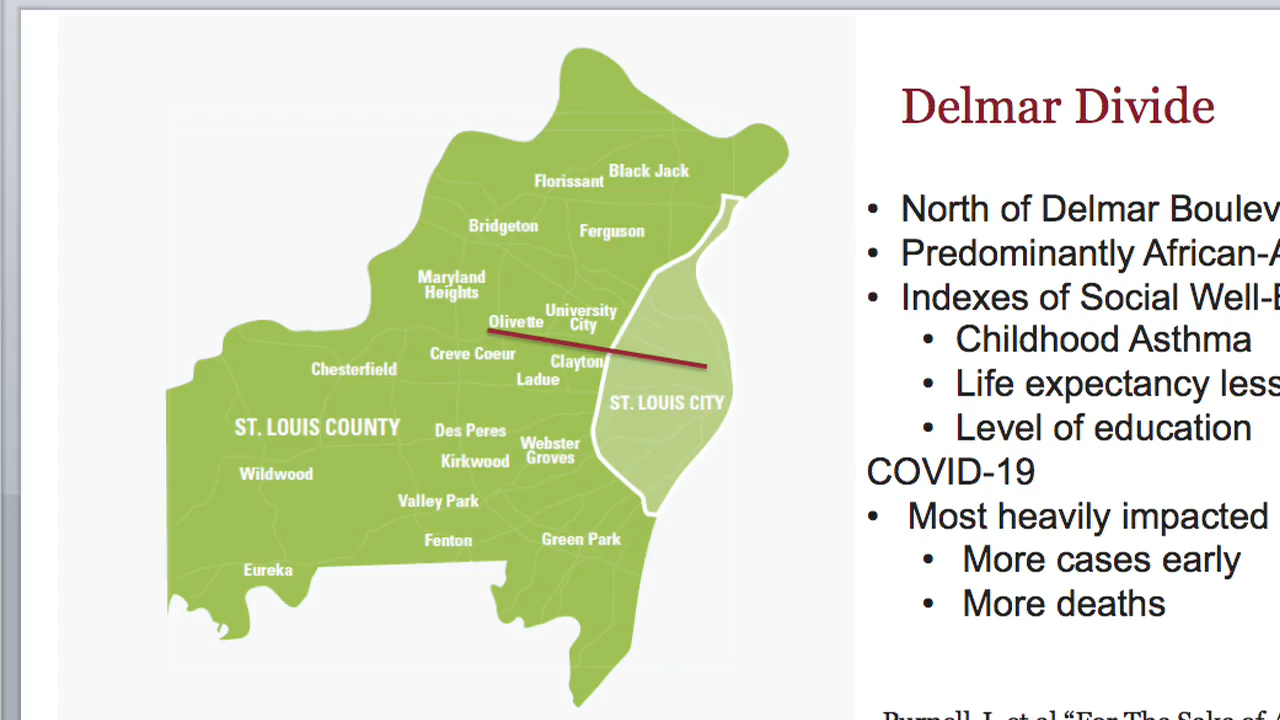 Delmar Divide
• North of Delmar
• Predominantly
• Indexes of Social
• Childhood Asthma
• Life expectancy less
• Level of education
COVID-19
• Most heavily impacted
• More cases early
• More deaths
Black Jack
Florissant
Bridgeton
Ferguson
Maryland
Heights
University
City
Olivette
Creve Coeur
Clayton
Chesterfield
Ladue
ST. LOUIS CITY
ST. LOUIS COUNTY
Des Peres
Webster
Groves
Kirkwood
Wildwood
Valley Park
Fenton
Green Park
Eureka